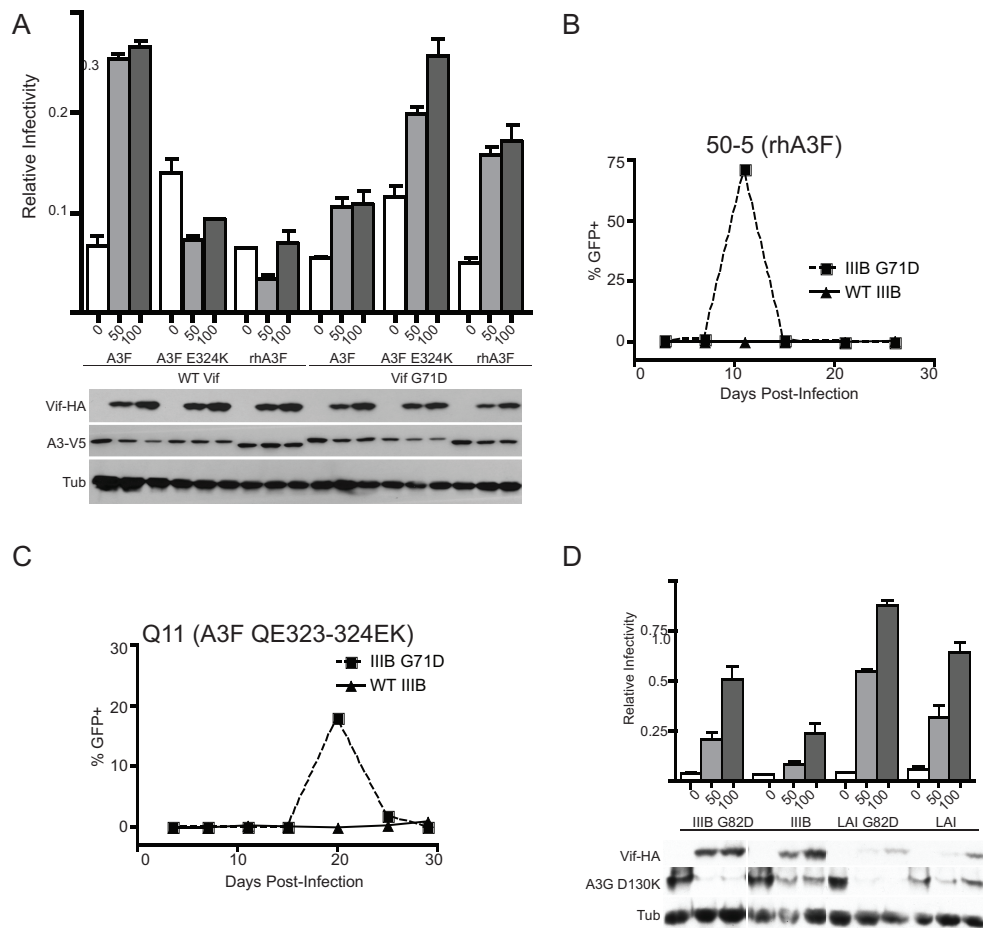 A
0.3
0.2
0.1
Relative Infectivity
0 50 100 0 50 100 0 50 100 0 50 100 0 50 100 0 50 100
A3F A3F E324K rhA3F A3F A3F E324K rhA3F
WT Vif Vif G71D
Vif-HA
A3-V5
Tub
B
50-5 (rhA3F)
75
50
25
0
% GFP+
IIIB G71D
WT IIIB
0 10 20 30
Days Post-Infection
C
Q11 (A3F QE323-324EK)
30
20
10
0
% GFP+
IIIB G71D
WT IIIB
0 10 20 30
Days Post-Infection
D
1.0
0.75
0.5
0.25
Relative Infectivity
0 50 100 0 50 100 0 50 100 0 50 100
IIIB G82D IIIB LAI G82D LAI
Vif-HA
A3G D130K
Tub